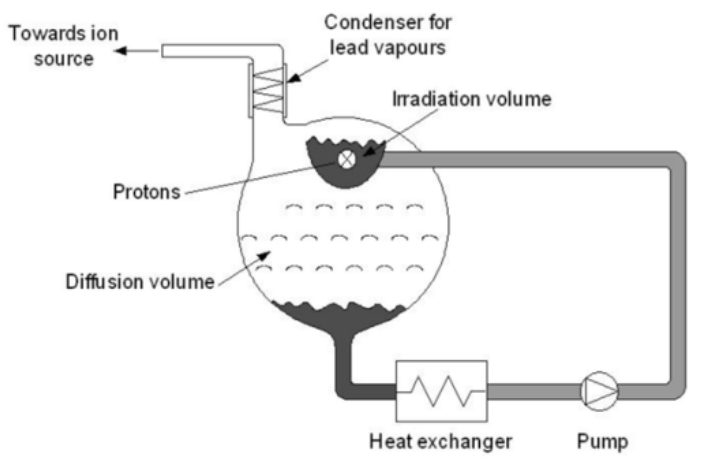 Towards ion
source
Condenser for
lead vapours
Irradiation volume
Protons
Diffusion volume
Heat exchanger
Pump